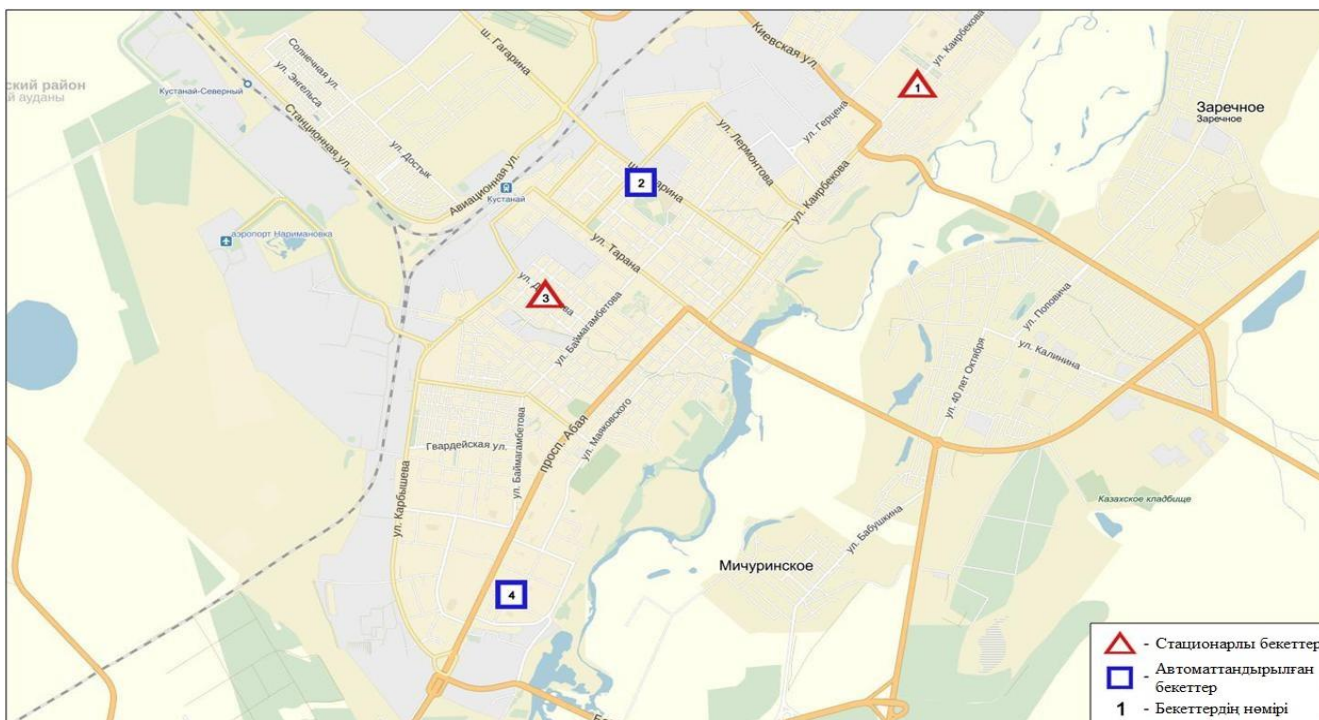 Киевская ул.
ул. Каирбекова
ш. Гагарина
Солнечная ул.
ул. Энгельса
ский район
й ауданы
Кустанай-Северный
1
Заречное
Заречное
ул. Герцена
Станционная ул.
ул. Достык
ул. Лермонтова
Авиационная ул.
2
Кустанай
ул. Каирбекова
аэропорт Наримановка
ул. Тарана
3
ул. Баймагамбетова
ул. Поповича
ул. Калинина
ул. 40 лет Октября
ул. Маяковского
просп. Абая
Гвардейская ул.
ул. Баймагамбетова
ул. Карбышева
Казахское кладбище
ул. Бабушкина
Мичуринское
4
- Стационарлы бекеттер
- Автоматтандырылған
бекеттер
1 - Бекеттердің нөмірі